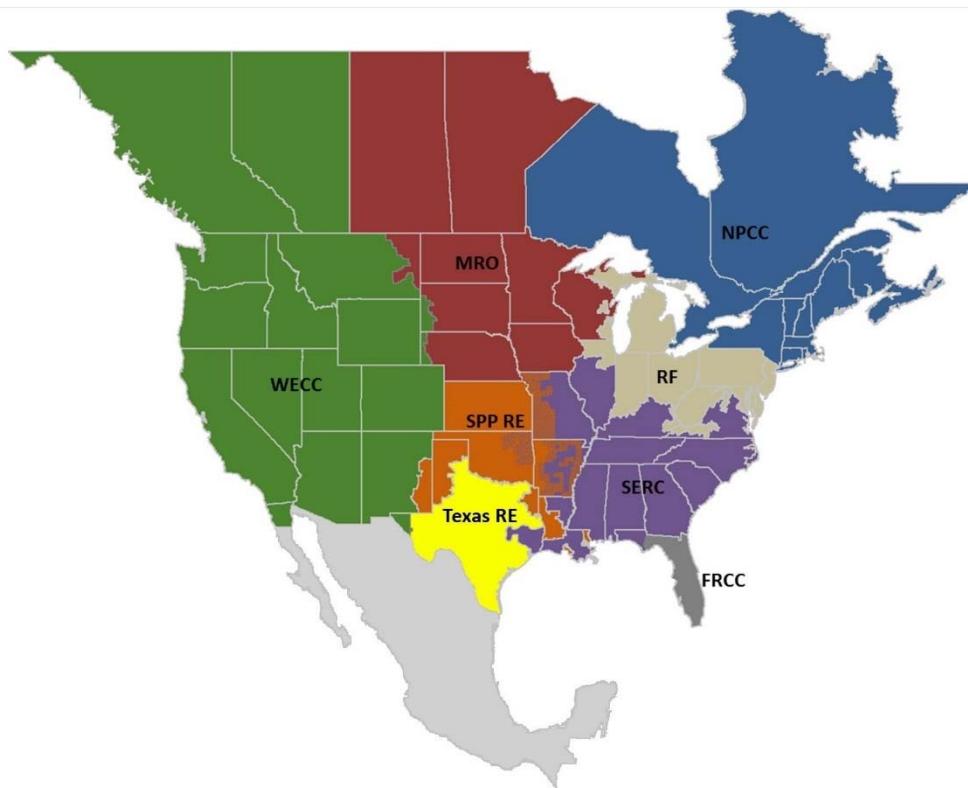 NPCC
MRO
RF
WECC
SPP RE
SERC
Texas RE
FRCC